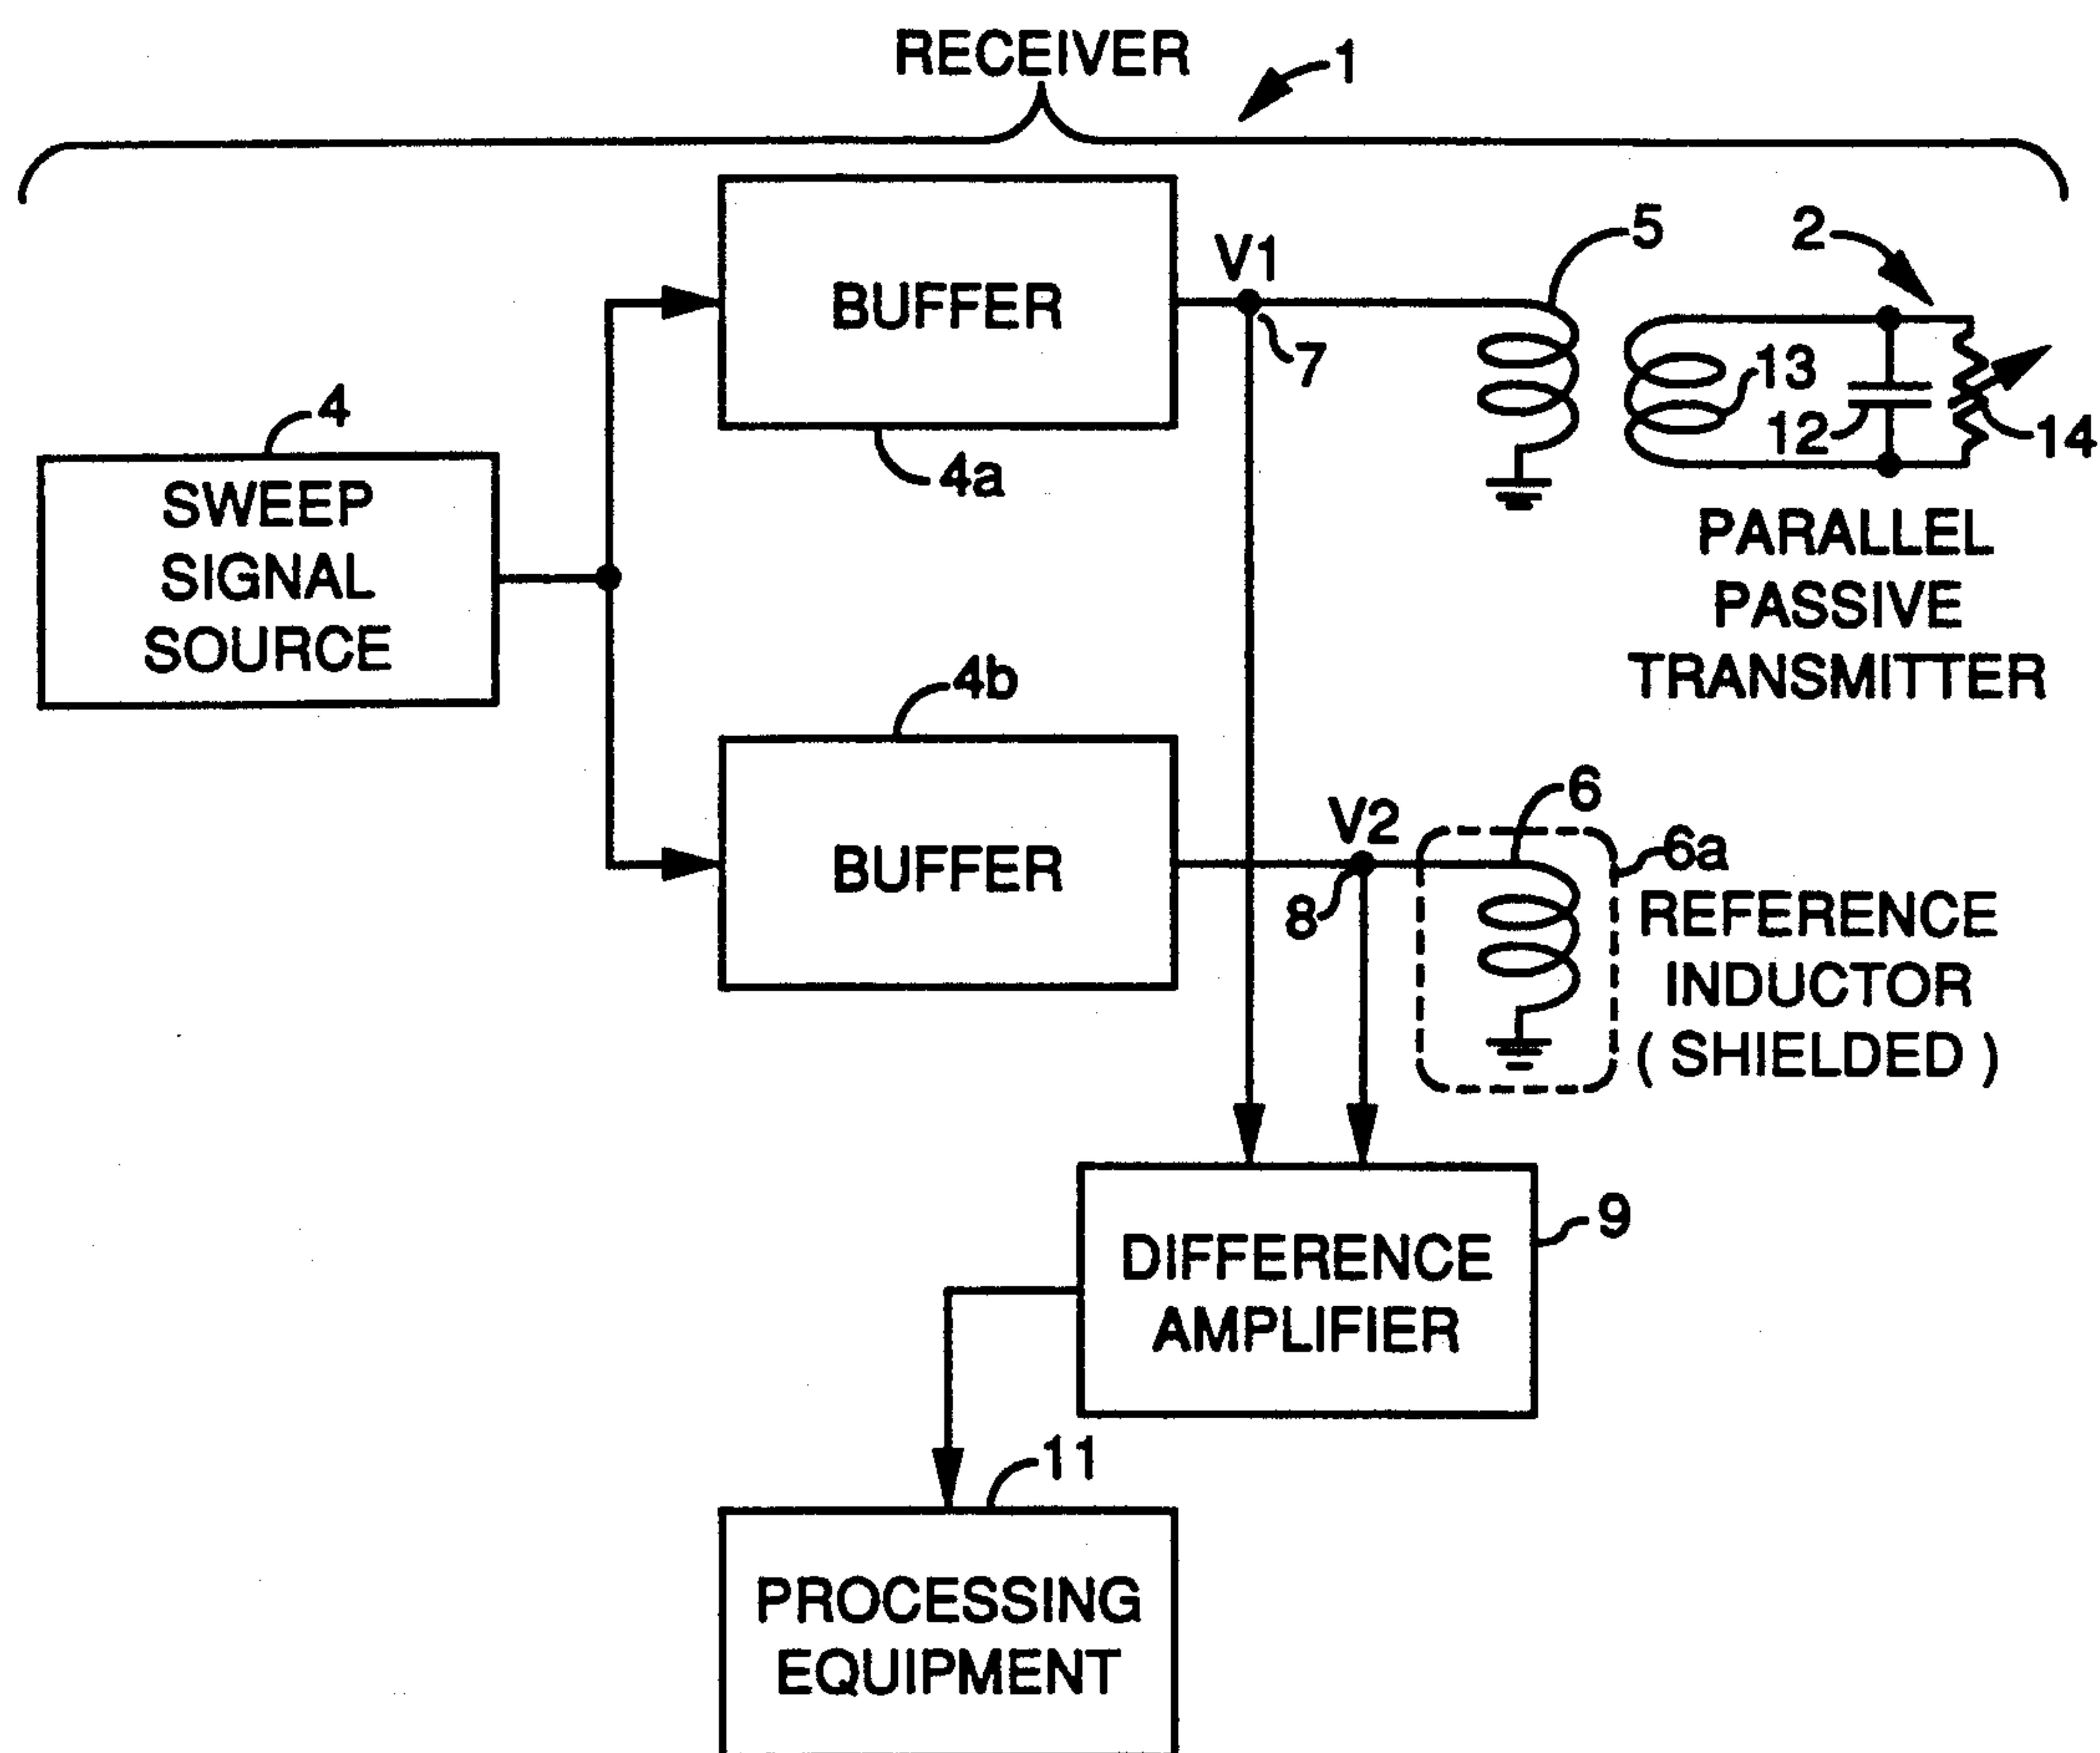 RECEIVER
1
BUFFER
V1
5
2
7
13
12
14
4
4a
SWEEP
SIGNAL
SOURCE
PARALLEL
PASSIVE
TRANSMITTER
4b
BUFFER
V2
6
6a
8
REFERENCE
INDUCTOR
( SHIELDED )
9
DIFFERENCE
AMPLIFIER
11
PROCESSING
EQUIPMENT